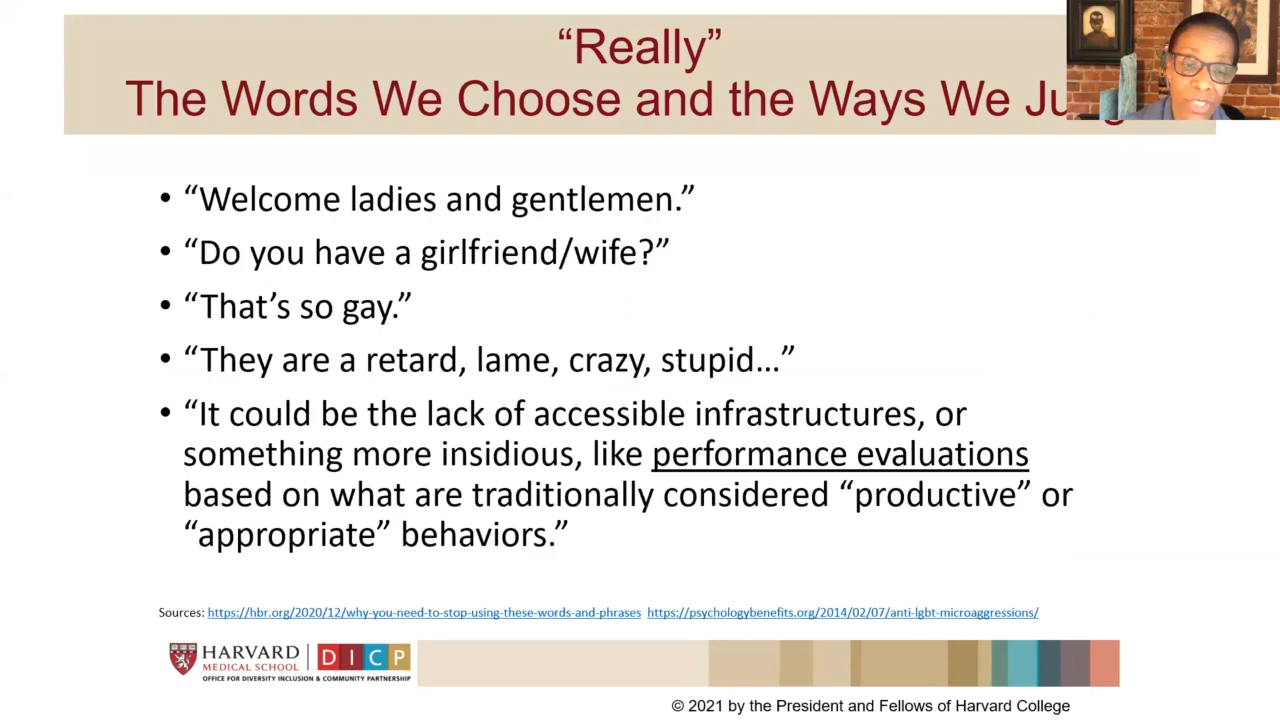 “Really”
The Words We Choose and the Ways We
• “Welcome ladies and gentlemen.”
• “Do you have a girlfriend/wife?”
• “That’s so gay.”
• “They are a retard, lame, crazy, stupid…”
• “It could be the lack of accessible infrastructures, or
something more insidious, like performance evaluations
based on what are traditionally considered “productive” or
“appropriate” behaviors.”
Sources: https://hbr.org/2020/12/why-you-need-to-stop-using-these-words-and-phrases https://psychologybenefits.org/2014/02/07/anti-lgbt-microaggressions/
HARVARD DICP
MEDICAL SCHOOL
OFFICE FOR DIVERSITY INCLUSION & COMMUNITY PARTNERSHIP
© 2021 by the President and Fellows of Harvard College